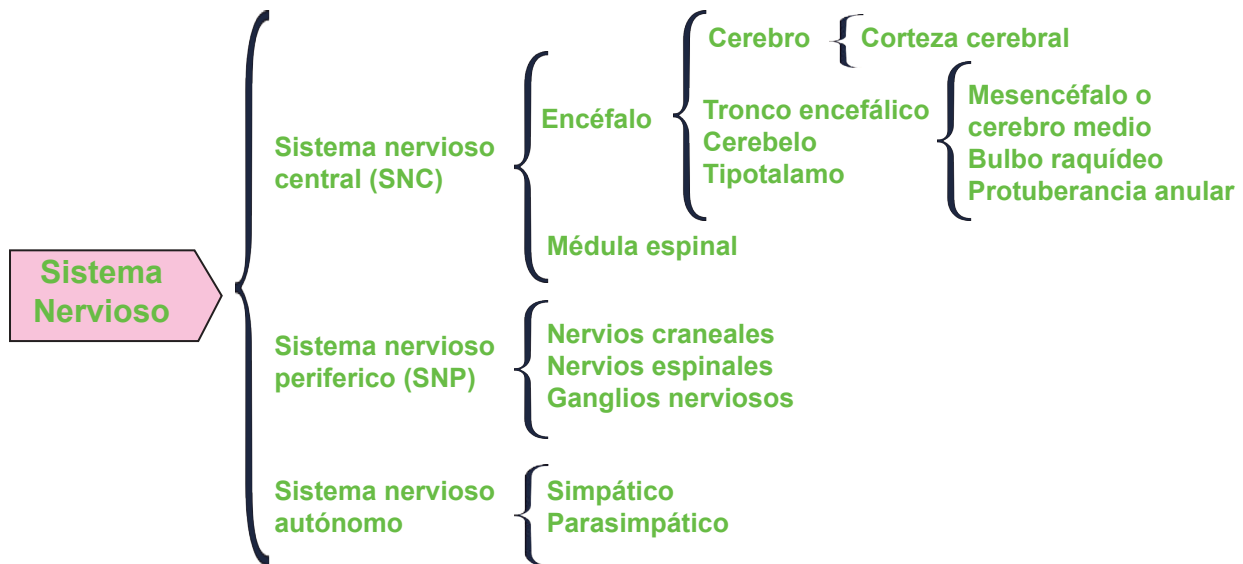 Sistema
Nervioso
Sistema nervioso
central (SNC)
Encéfalo
Cerebro
Corteza cerebral
Tronco encefálico
Cerebelo
Tipotalamo
Mesencéfalo o
cerebro medio
Bulbo raquídeo
Protuberancia anular
Médula espinal
Sistema nervioso
periferico (SNP)
Nervios craneales
Nervios espinales
Ganglios nerviosos
Sistema nervioso
autónomo
Simpático
Parasimpático